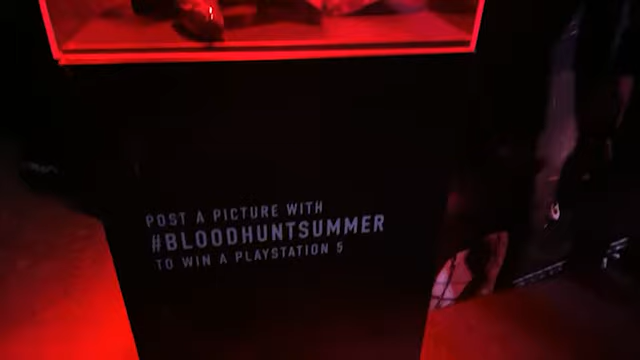 POST A PICTURE WITH
#BLOODHUNTSUMMER
TO WIN A PLAYSTATION 5